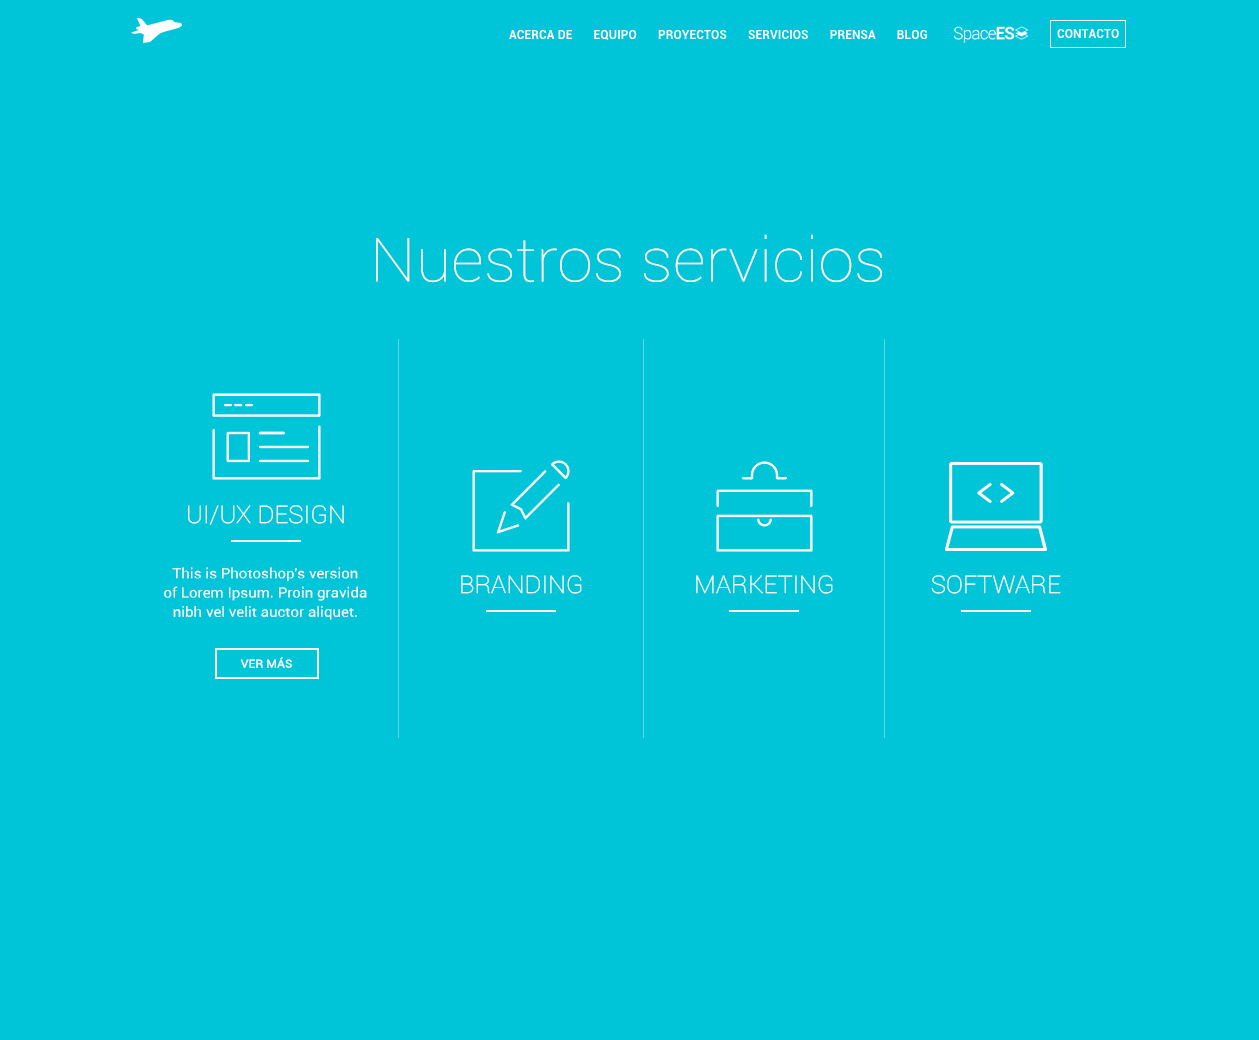 ACERCA DE EQUIPO PROYECTOS SERVICIOS PRENSA BLOG SpaceES CONTACTO
Nuestros servicios
UI/UX DESIGN
This is Photoshop's version
of Lorem Ipsum. Proin gravida
nibh vel velit auctor aliquet.
VER MÁS
BRANDING
MARKETING
SOFTWARE